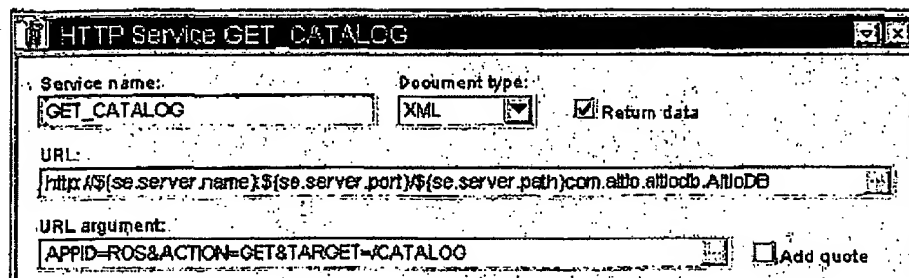 HTTP Service GET_CATALOG
Service name: Document type:
GET_CATALOG XML Return data
URL:
http://${se.server.name}:${se.server.port}/${se.server.path}com.altio.altiodb.AltioDB
URL argument:
APPID=ROS&ACTION=GET&TARGET=/CATALOG Add quote